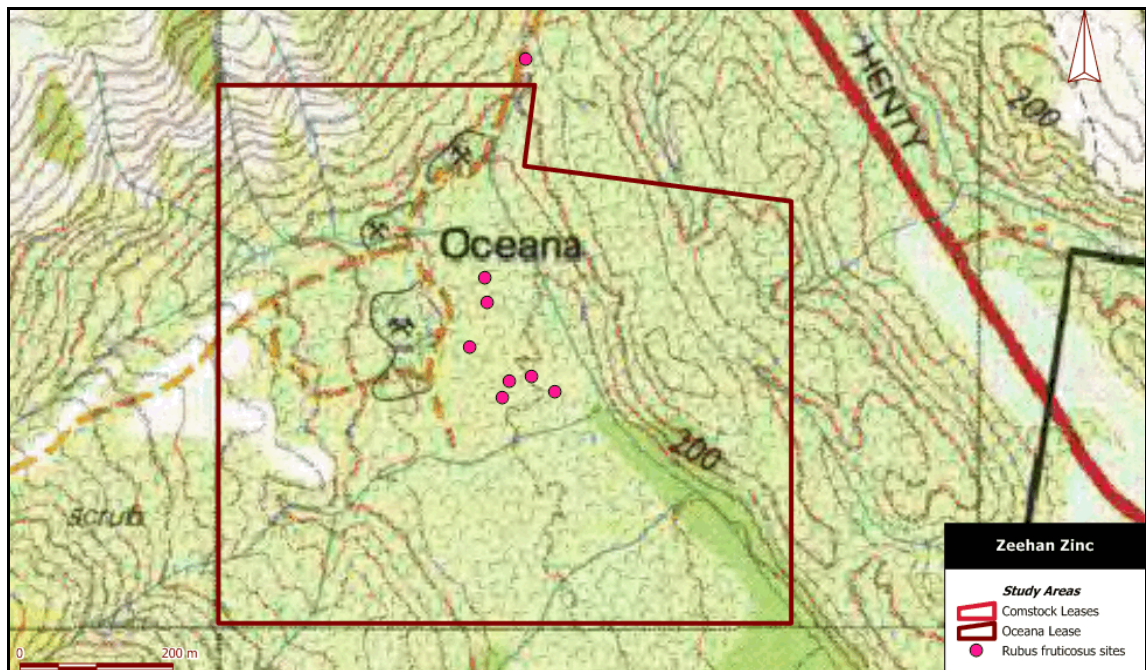 HENTY
200
Oceana
200
scrub
0
200 m
Zeehan Zinc
Study Areas
Comstock Leases
Oceana Lease
Rubus fruticosus sites